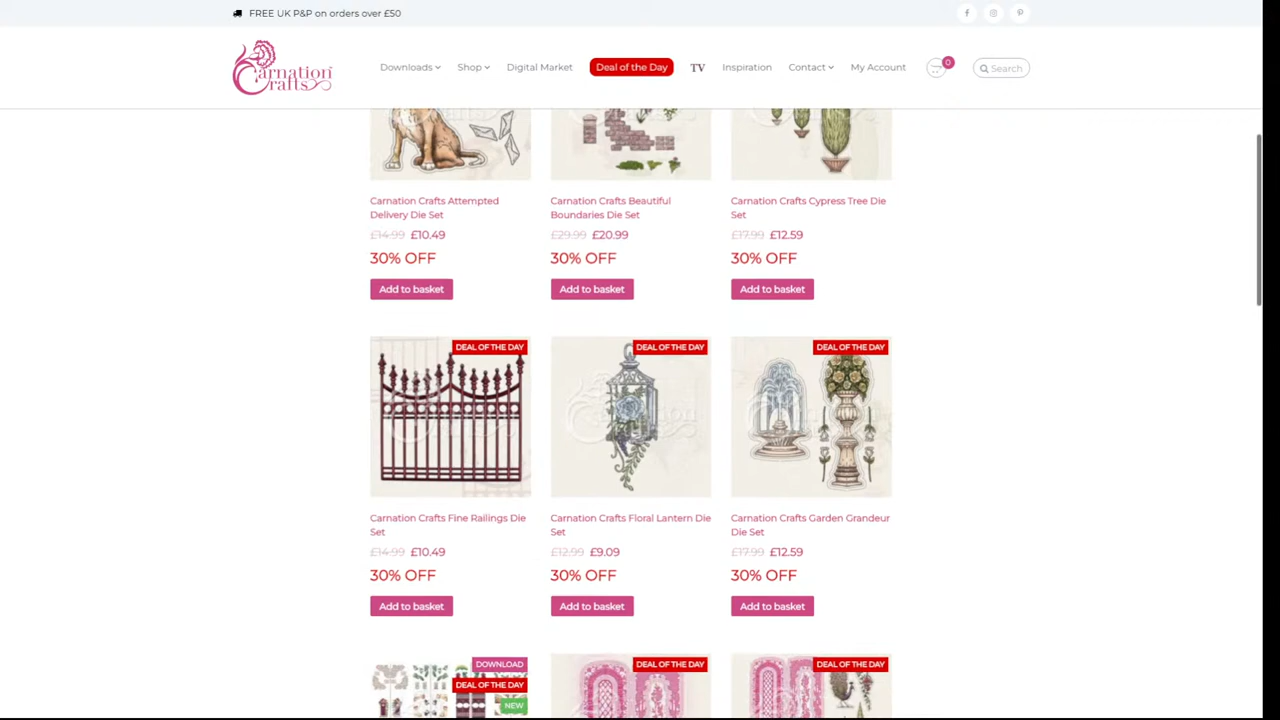 FREE UK P&P on orders over £50
Carnation Crafts
Downloads Shop Digital Market Deal of the Day TV Inspiration Contact My Account 0 Search
Carnation Crafts Attempted Delivery Die Set
£14.99 £10.49
30% OFF
Add to basket
Carnation Crafts Beautiful Boundaries Die Set
£29.99 £20.99
30% OFF
Add to basket
Carnation Crafts Cypress Tree Die Set
£17.99 £12.59
30% OFF
Add to basket
DEAL OF THE DAY
Carnation Crafts Fine Railings Die Set
£14.99 £10.49
30% OFF
Add to basket
DEAL OF THE DAY
Carnation Crafts
Carnation Crafts Floral Lantern Die Set
£12.99 £9.09
30% OFF
Add to basket
DEAL OF THE DAY
Carnation Crafts Garden Grandeur Die Set
£17.99 £12.59
30% OFF
Add to basket
DOWNLOAD
DEAL OF THE DAY
NEW
DEAL OF THE DAY
DEAL OF THE DAY